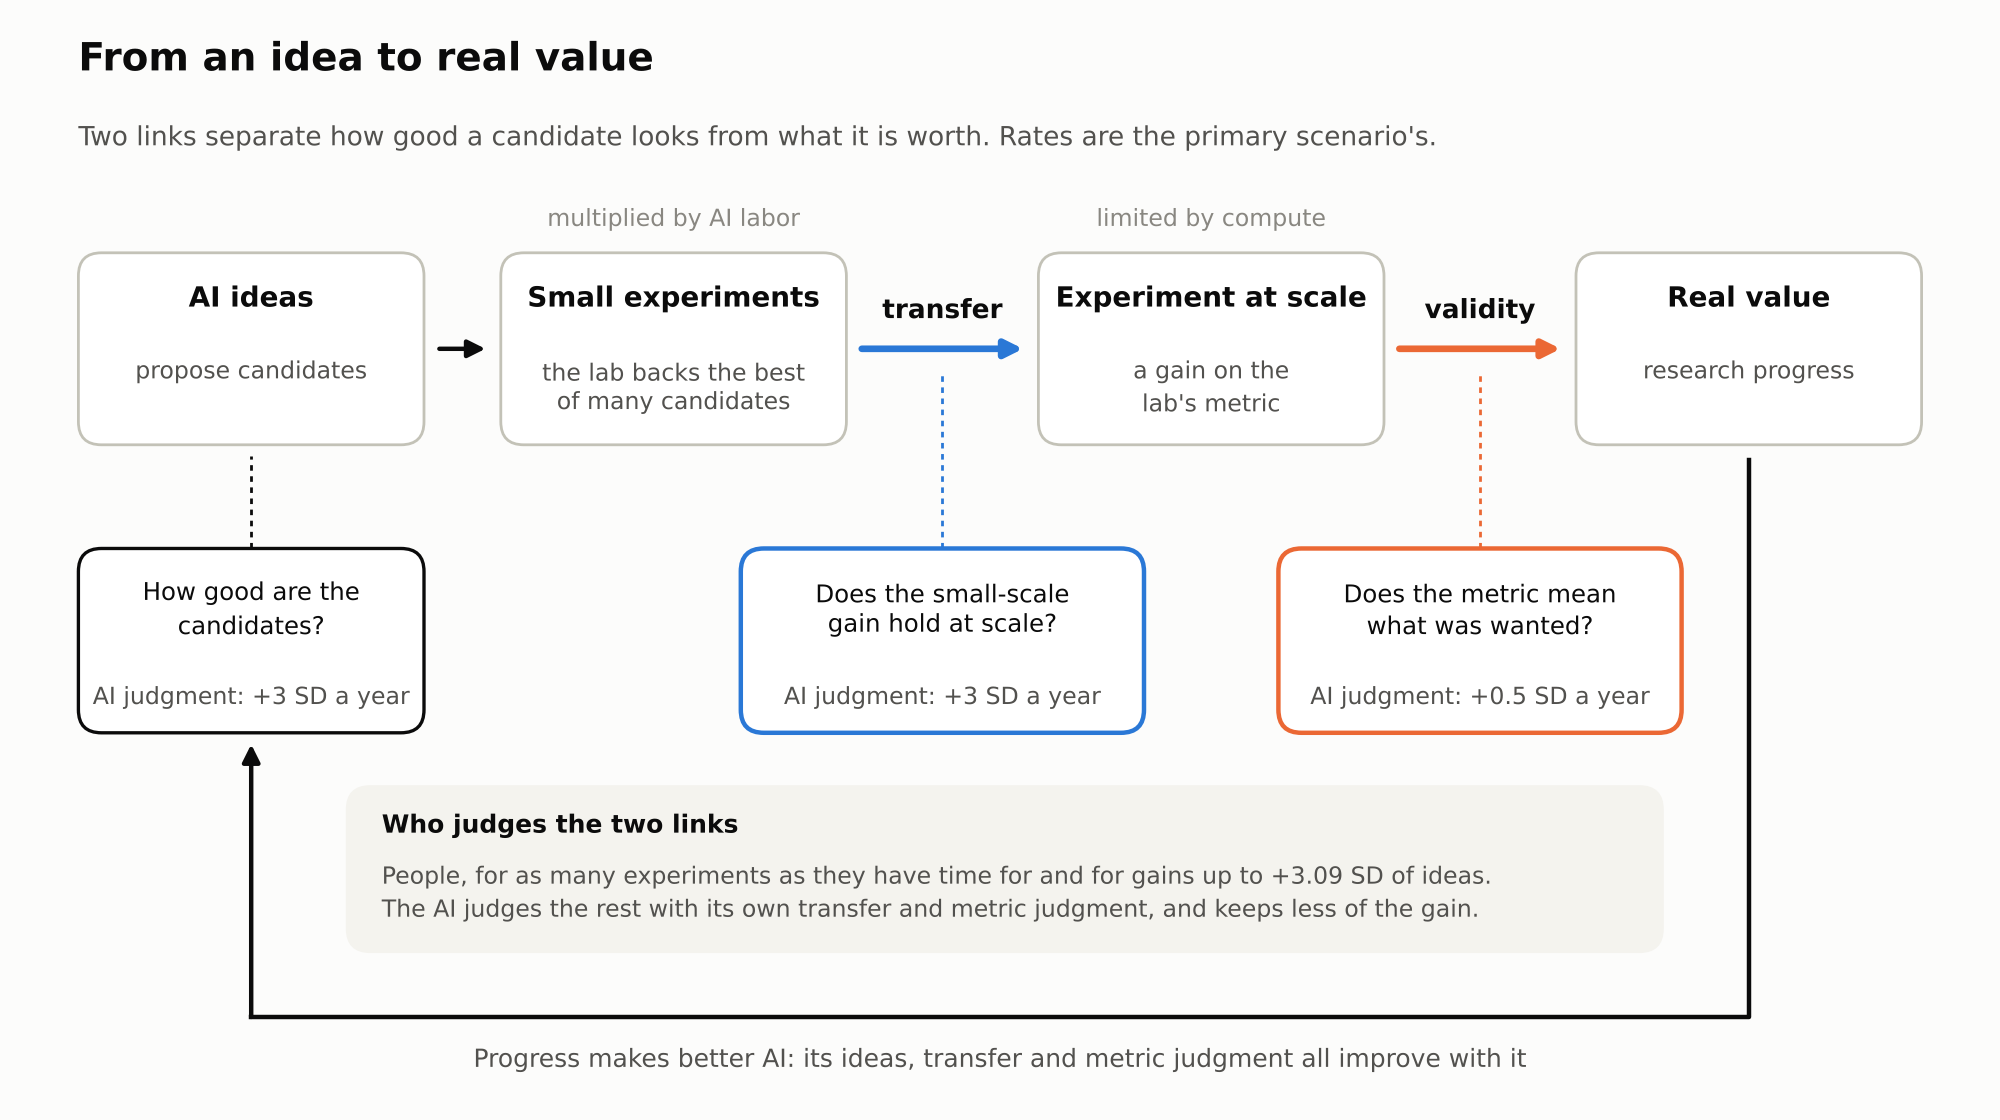 From an idea to real value
Two links separate how good a candidate looks from what it is worth. Rates are the primary scenario's.
multiplied by AI labor
limited by compute
AI ideas
propose candidates
Small experiments
the lab backs the best
of many candidates
transfer
Experiment at scale
a gain on the
lab's metric
validity
Real value
research progress
How good are the
candidates?
AI judgment: +3 SD a year
Does the small-scale
gain hold at scale?
AI judgment: +3 SD a year
Does the metric mean
what was wanted?
AI judgment: +0.5 SD a year
Who judges the two links
People, for as many experiments as they have time for and for gains up to +3.09 SD of ideas.
The AI judges the rest with its own transfer and metric judgment, and keeps less of the gain.
Progress makes better AI: its ideas, transfer and metric judgment all improve with it